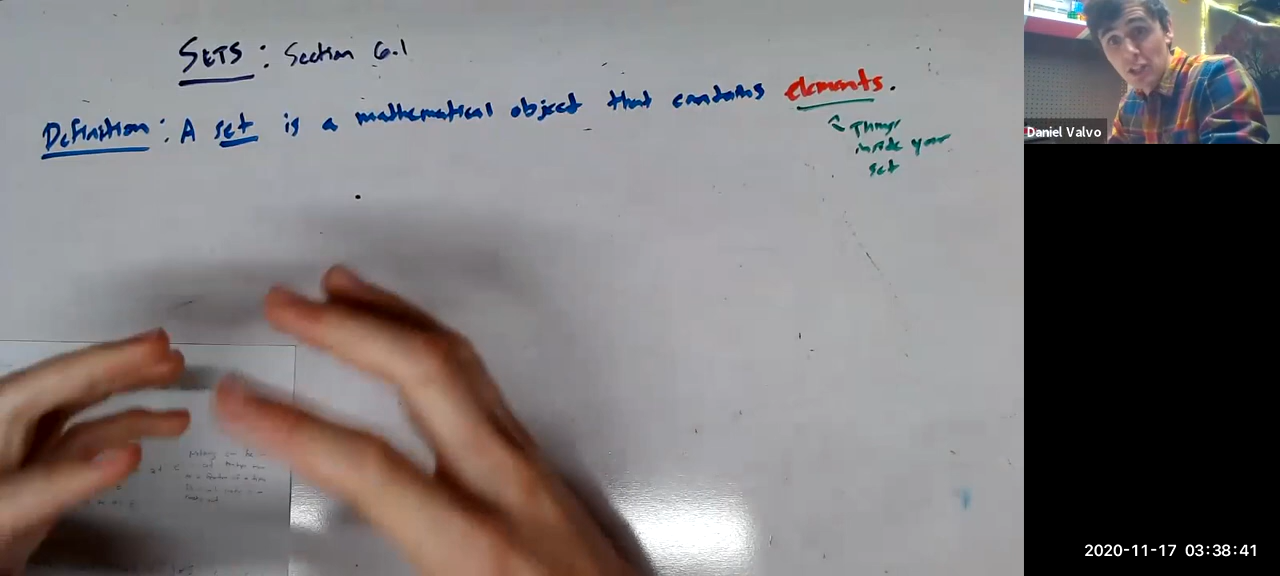 SETS: Section 6.1
Definition: A set is a mathematical object that contains elements.
things
inside your
set
Daniel Valvo
2020-11-17 03:38:41